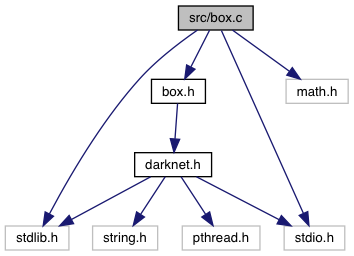 src/box.c
box.h
math.h
darknet.h
stdlib.h
string.h
pthread.h
stdio.h